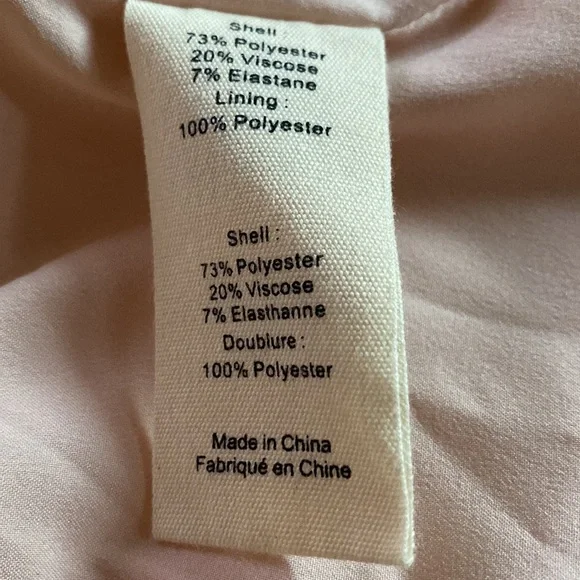 Shell :
73% Polyester
20% Viscose
7% Elastane
Lining :
100% Polyester
Shell :
73% Polyester
20% Viscose
7% Elasthanne
Doublure :
100% Polyester
Made in China
Fabriqué en Chine